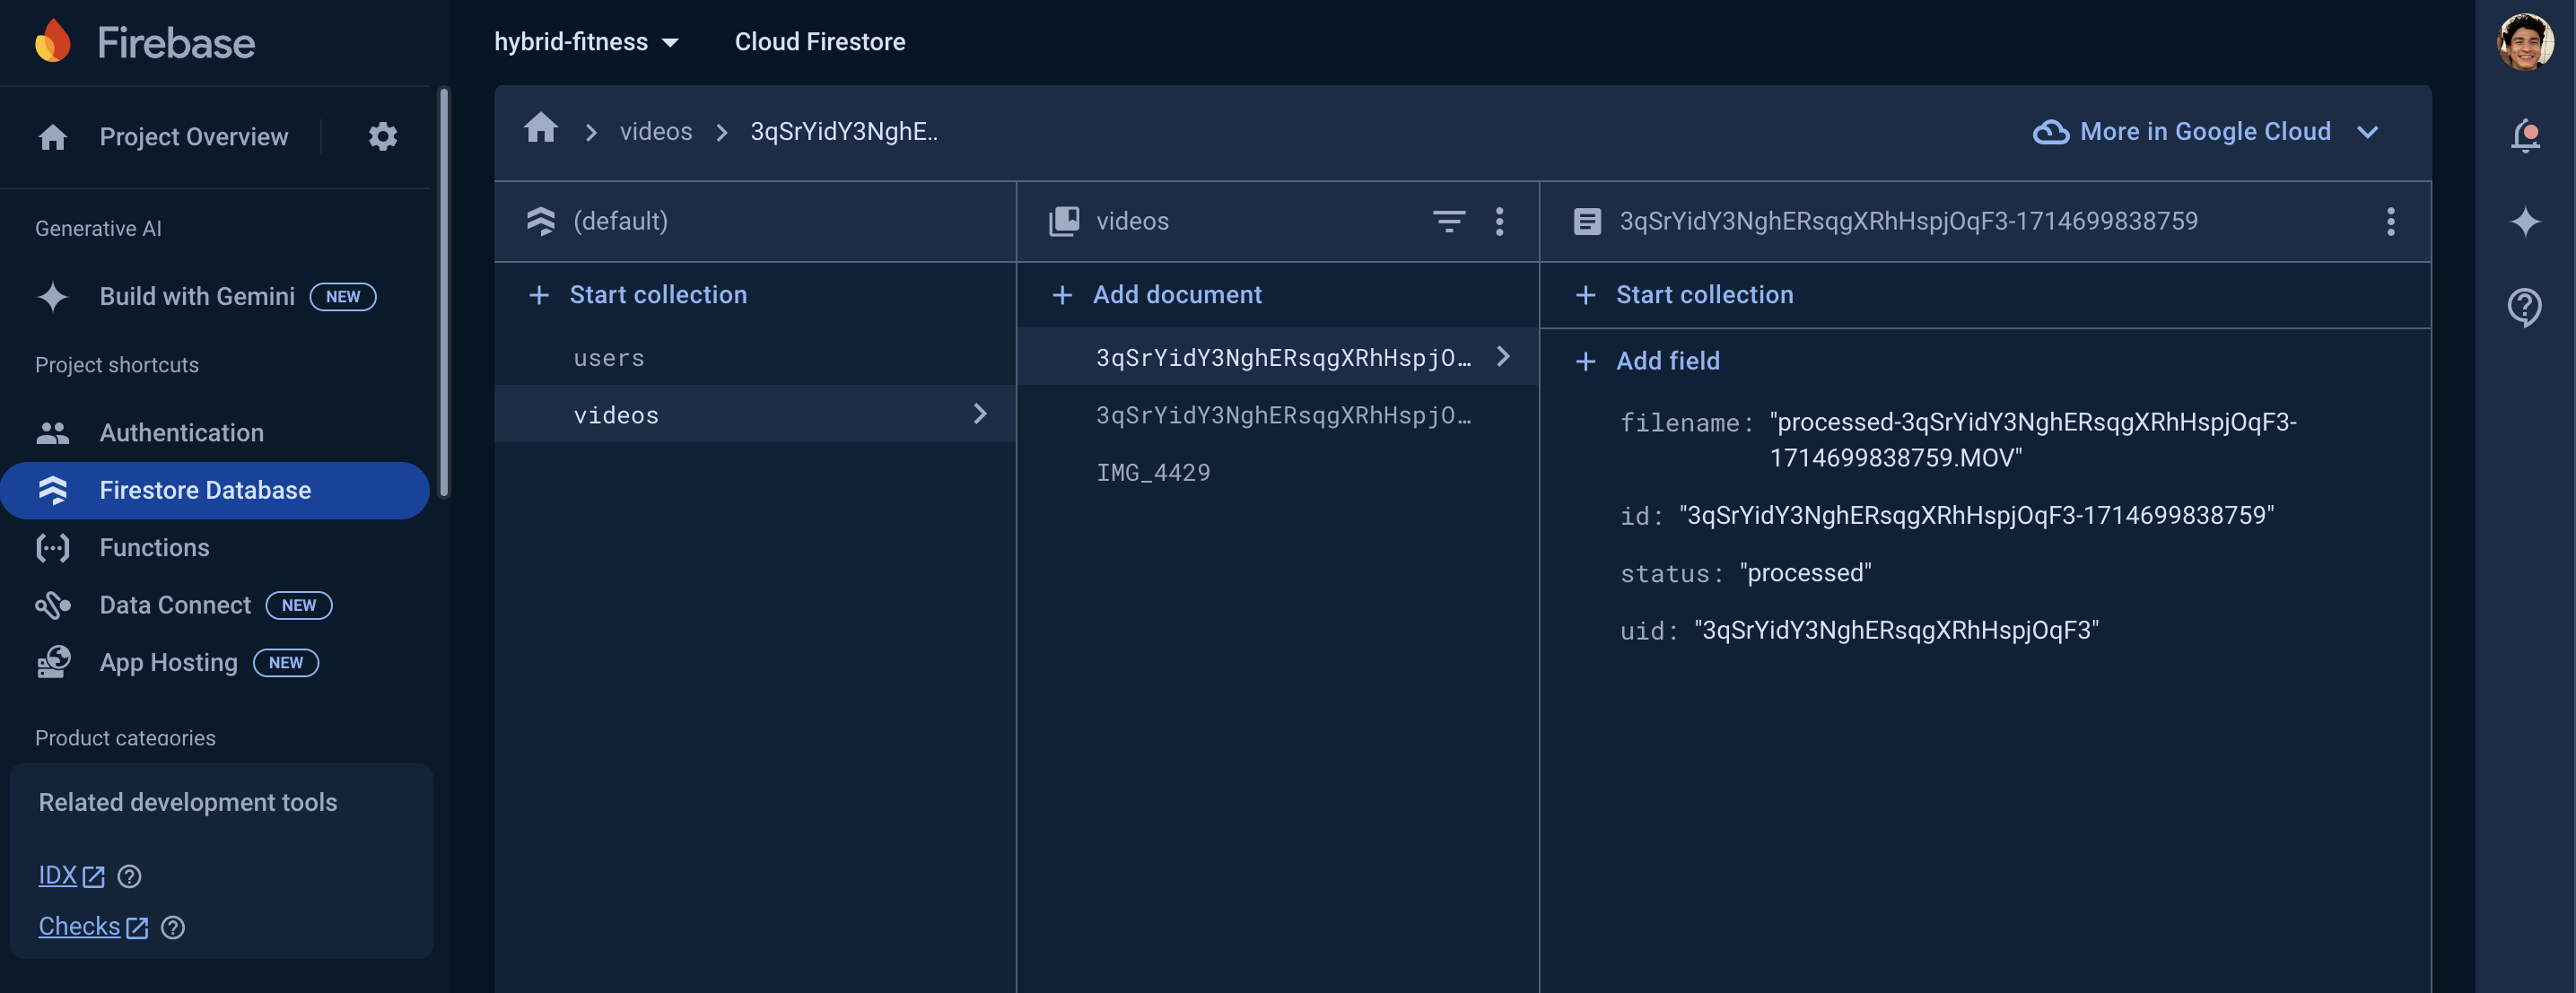 Firebase
Project Overview
Generative AI
Build with Gemini NEW
Project shortcuts
Authentication
Firestore Database
Functions
Data Connect NEW
App Hosting NEW
Product categories
Related development tools
IDX
Checks
hybrid-fitness Cloud Firestore
videos 3qSrYidY3NghE..
More in Google Cloud
(default)
Start collection
users
videos
videos
Add document
3qSrYidY3NghERsqgXRhHspjO…
3qSrYidY3NghERsqgXRhHspjO…
IMG_4429
3qSrYidY3NghERsqgXRhHspjOqF3-1714699838759
Start collection
Add field
filename: "processed-3qSrYidY3NghERsqgXRhHspjOqF3-
1714699838759.MOV"
id: "3qSrYidY3NghERsqgXRhHspjOqF3-1714699838759"
status: "processed"
uid: "3qSrYidY3NghERsqgXRhHspjOqF3"